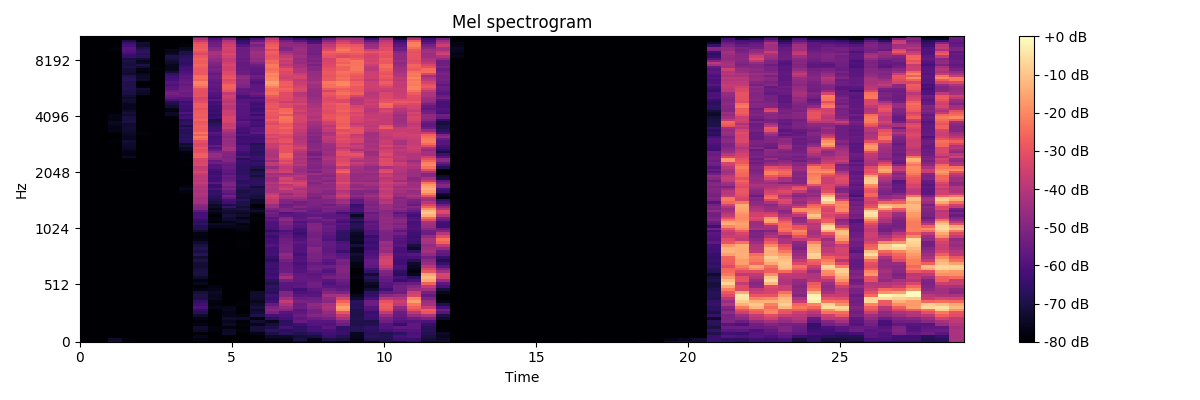 Mel spectrogram
8192
4096
2048
1024
512
0
Hz
0 5 10 15 20 25
Time
+0 dB
-10 dB
-20 dB
-30 dB
-40 dB
-50 dB
-60 dB
-70 dB
-80 dB